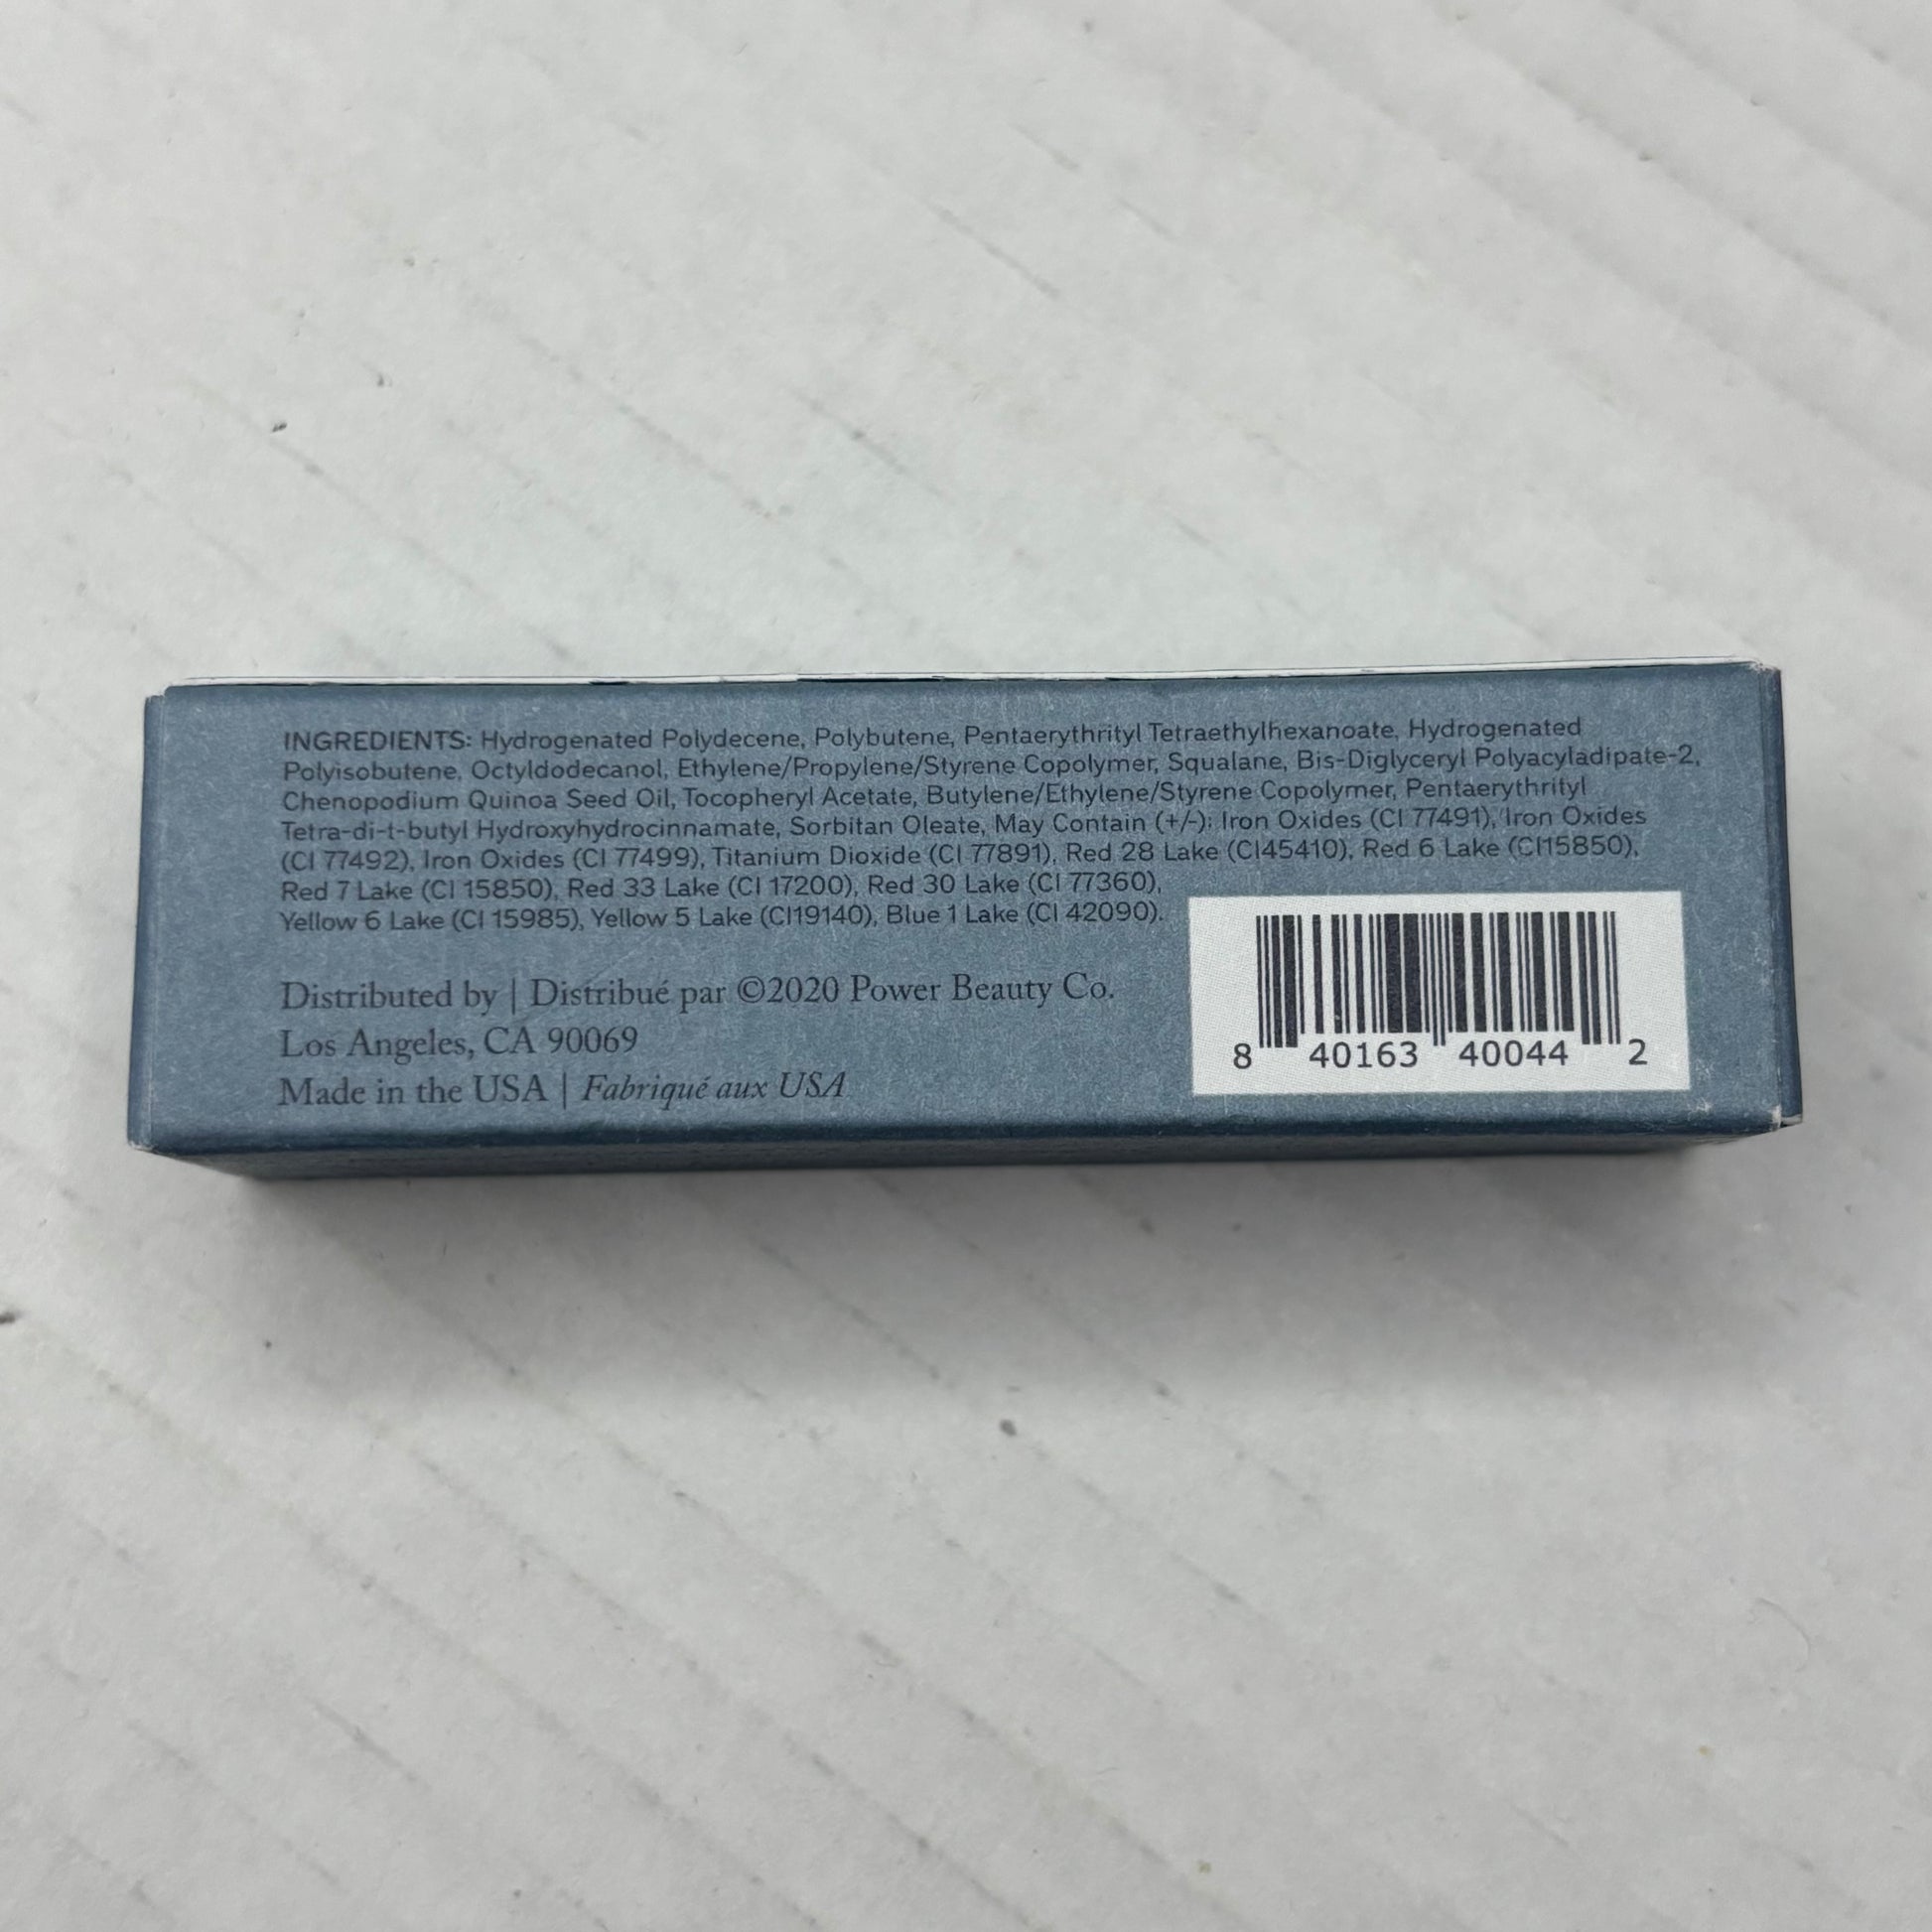 INGREDIENTS: Hydrogenated Polydecene, Polybutene, Pentaerythrityl Tetraethylhexanoate, Hydrogenated
Polyisobutene, Octyldodecanol, Ethylene/Propylene/Styrene Copolymer, Squalane, Bis-Diglyceryl Polyacyladipate-2,
Chenopodium Quinoa Seed Oil, Tocopheryl Acetate, Butylene/Ethylene/Styrene Copolymer, Pentaerythrityl
Tetra-di-t-butyl Hydroxyhydrocinnamate, Sorbitan Oleate, May Contain (+/-): Iron Oxides (CI 77491), Iron Oxides
(CI 77492), Iron Oxides (CI 77499), Titanium Dioxide (CI 77891), Red 28 Lake (CI45410), Red 6 Lake (CI15850),
Red 7 Lake (CI 15850), Red 33 Lake (CI 17200), Red 30 Lake (CI 77360),
Yellow 6 Lake (CI 15985), Yellow 5 Lake (CI19140), Blue 1 Lake (CI 42090).
Distributed by | Distribué par ©2020 Power Beauty Co.
Los Angeles, CA 90069
Made in the USA | Fabriqué aux USA
8 40163 40044 2